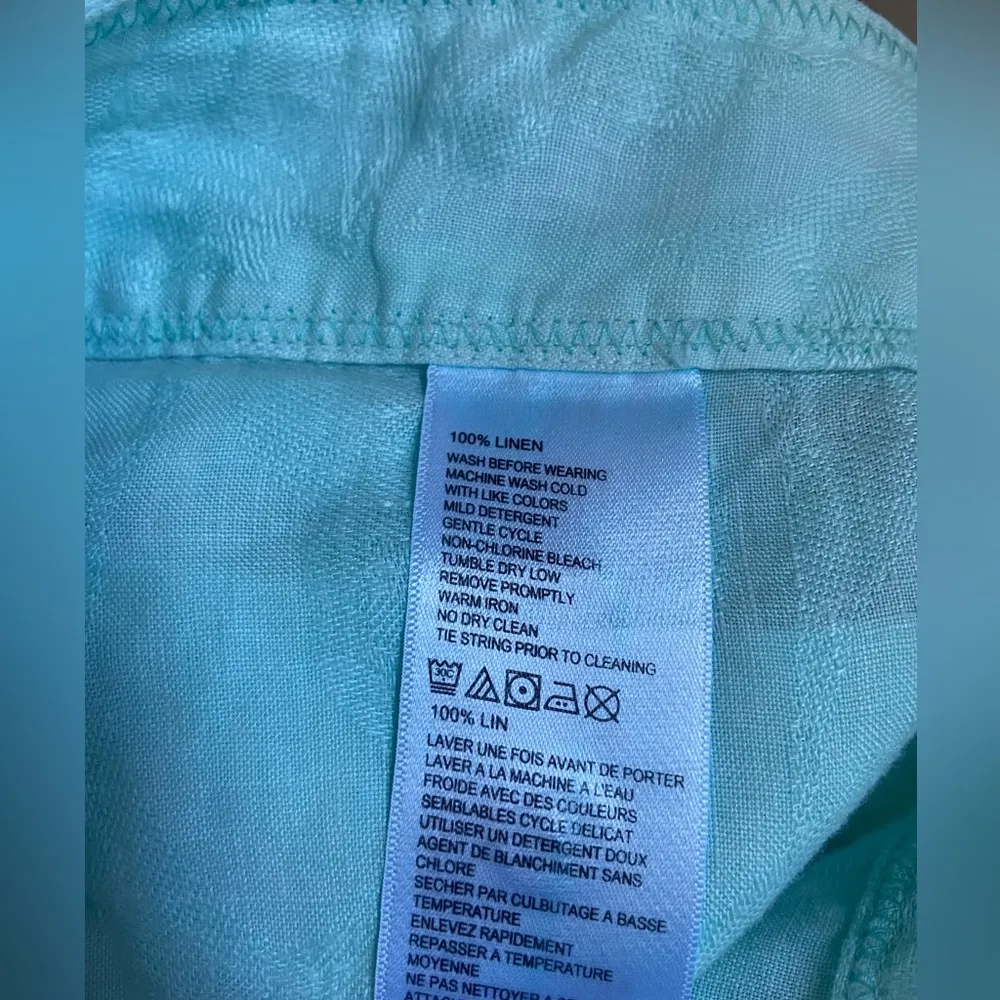 100% LINEN
WASH BEFORE WEARING
MACHINE WASH COLD
WITH LIKE COLORS
MILD DETERGENT
GENTLE CYCLE
NON-CHLORINE BLEACH
TUMBLE DRY LOW
REMOVE PROMPTLY
WARM IRON
NO DRY CLEAN
TIE STRING PRIOR TO CLEANING
30C
100% LIN
LAVER UNE FOIS AVANT DE PORTER
LAVER A LA MACHINE A L'EAU
FROIDE AVEC DES COULEURS
SEMBLABLES CYCLE DELICAT
UTILISER UN DETERGENT DOUX
AGENT DE BLANCHIMENT SANS
CHLORE
SECHER PAR CULBUTAGE A BASSE
TEMPERATURE
ENLEVEZ RAPIDEMENT
REPASSER A TEMPERATURE
MOYENNE
NE PAS NETTOYER A